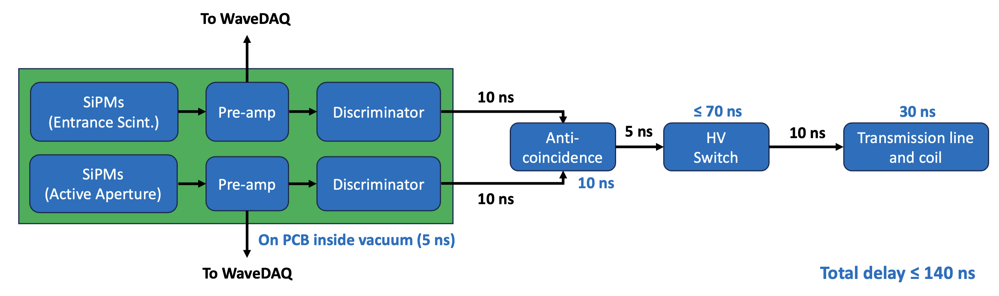 To WaveDAQ
SiPMs
(Entrance Scint.)
Pre-amp
Discriminator
10 ns
SiPMs
(Active Aperture)
Pre-amp
Discriminator
10 ns
Anti-
coincidence
10 ns
5 ns
≤ 70 ns
HV
Switch
10 ns
30 ns
Transmission line
and coil
On PCB inside vacuum (5 ns)
To WaveDAQ
Total delay ≤ 140 ns